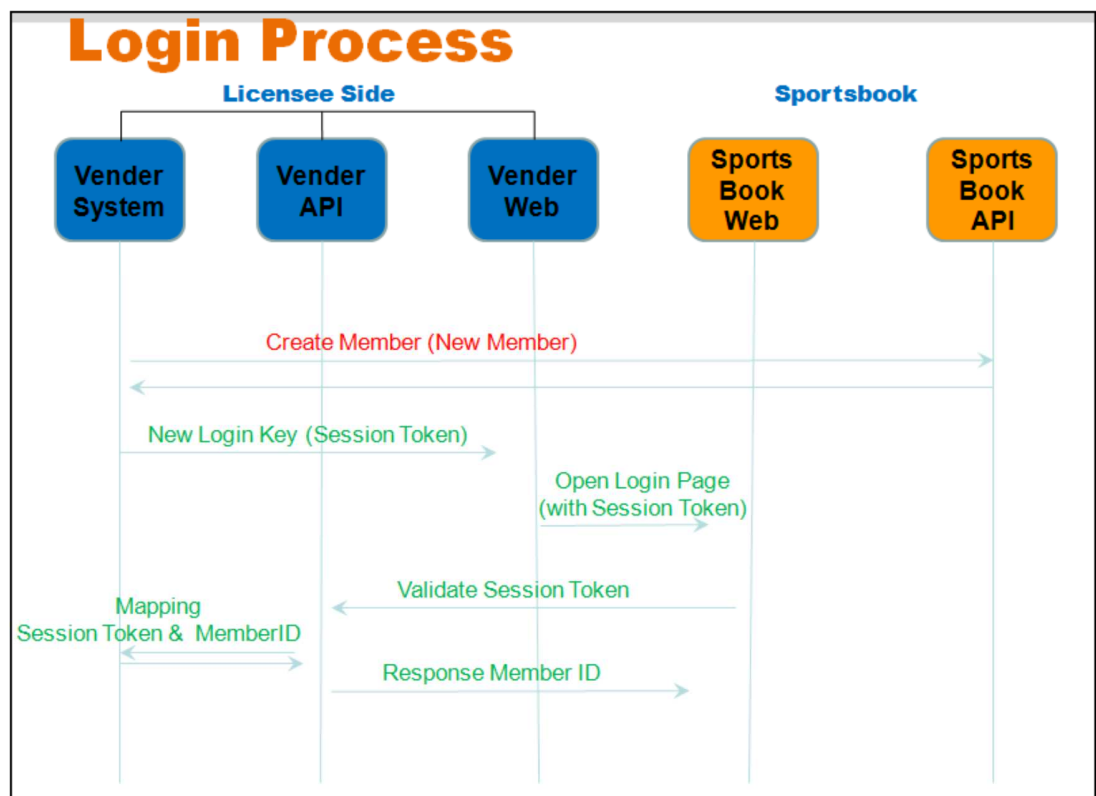 Login Process
Licensee Side
Sportsbook
Vender
System
Vender
API
Vender
Web
Sports
Book
Web
Sports
Book
API
Create Member (New Member)
New Login Key (Session Token)
Open Login Page
(with Session Token)
Validate Session Token
Mapping
Session Token & MemberID
Response Member ID